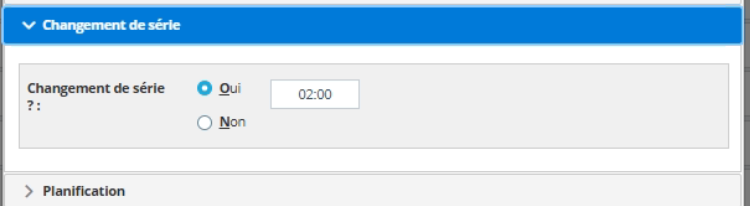 Changement de série
Changement de série
? :
Oui
02:00
Non
Planification